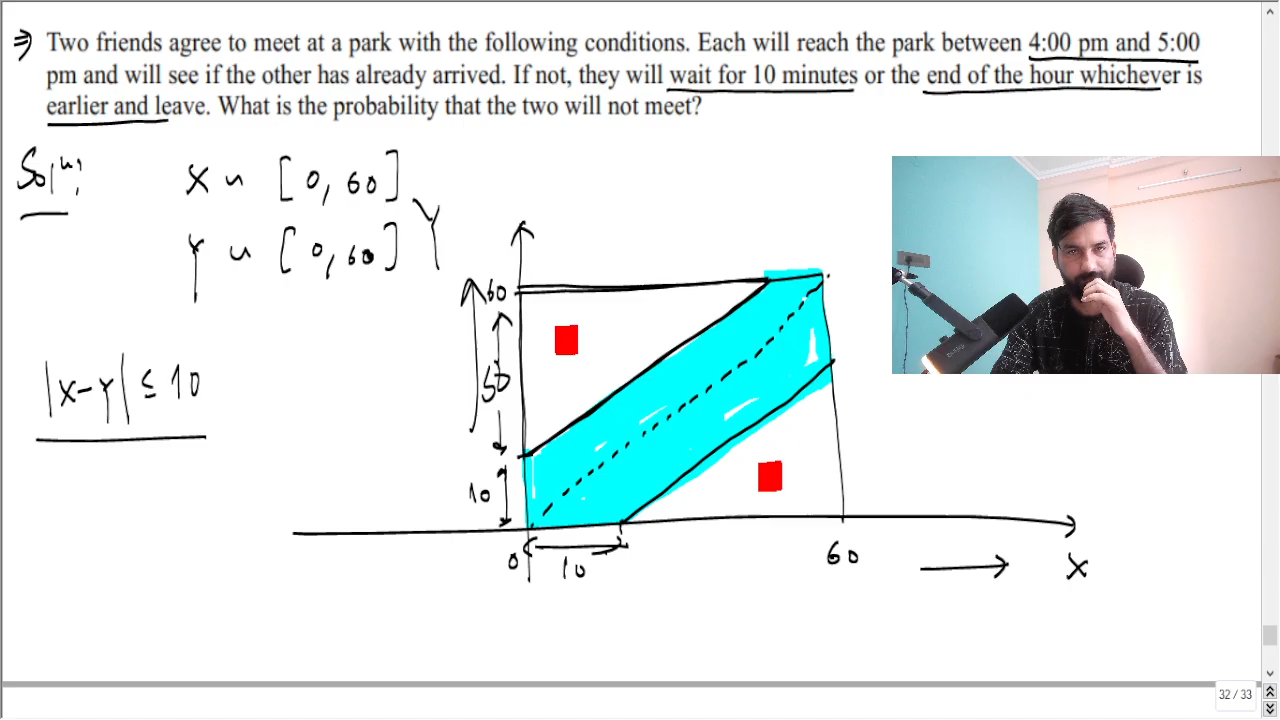 ⇒ Two friends agree to meet at a park with the following conditions. Each will reach the park between 4:00 pm and 5:00
pm and will see if the other has already arrived. If not, they will wait for 10 minutes or the end of the hour whichever is
earlier and leave. What is the probability that the two will not meet?
Solⁿ:
X ~ [0, 60]
Y ~ [0, 60]
Y
60
50
|X-Y| ≤ 10
10
0
10
60
X
32 / 33